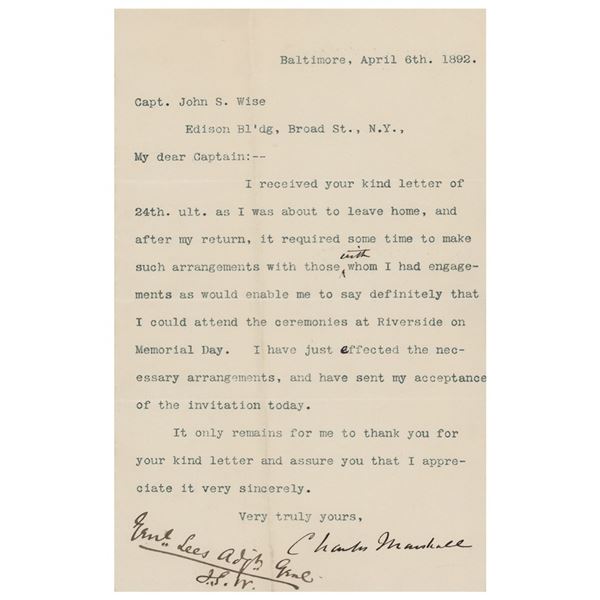 Baltimore, April 6th. 1892.
Capt. John S. Wise
Edison Bl'dg, Broad St., N.Y.,
My dear Captain:--
I received your kind letter of
24th. ult. as I was about to leave home, and
after my return, it required some time to make
such arrangements with those with whom I had engage-
ments as would enable me to say definitely that
I could attend the ceremonies at Riverside on
Memorial Day. I have just effected the nec-
essary arrangements, and have sent my acceptance
of the invitation today.
It only remains for me to thank you for
your kind letter and assure you that I appre-
ciate it very sincerely.
Very truly yours,
Charles Marshall
Genl Lees Adjt Genl.
J.S.W.